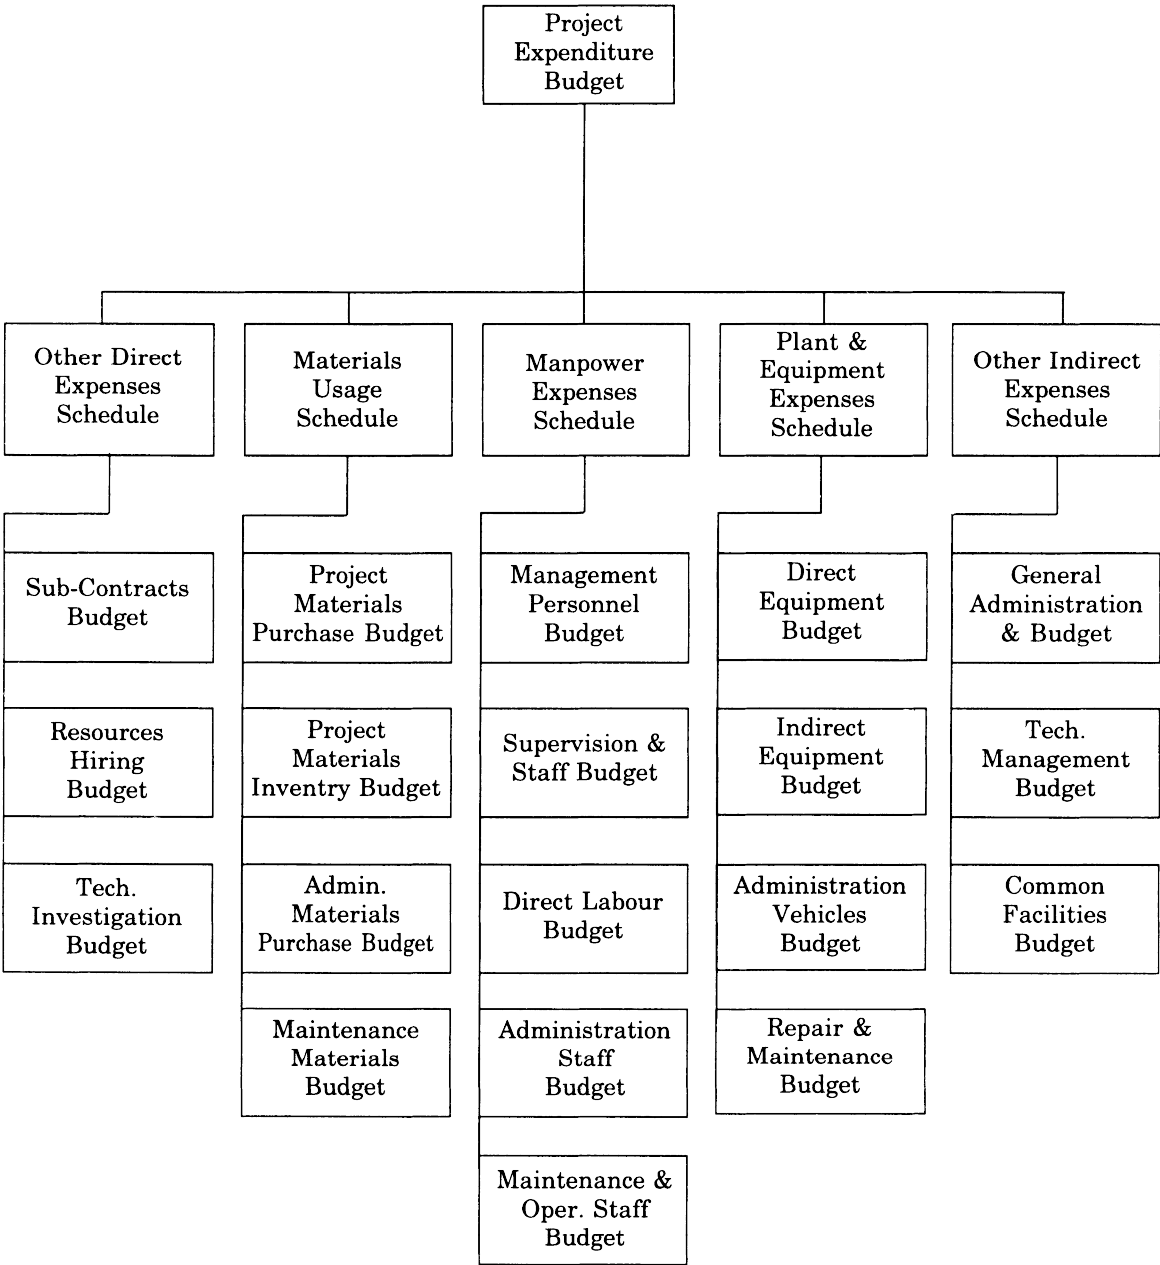 Project
Expenditure
Budget
Other Direct
Expenses
Schedule
Materials
Usage
Schedule
Manpower
Expenses
Schedule
Plant &
Equipment
Expenses
Schedule
Other Indirect
Expenses
Schedule
Sub-Contracts
Budget
Resources
Hiring
Budget
Tech.
Investigation
Budget
Project
Materials
Purchase Budget
Project
Materials
Inventry Budget
Admin.
Materials
Purchase Budget
Maintenance
Materials
Budget
Management
Personnel
Budget
Supervision &
Staff Budget
Direct Labour
Budget
Administration
Staff
Budget
Maintenance &
Oper. Staff
Budget
Direct
Equipment
Budget
Indirect
Equipment
Budget
Administration
Vehicles
Budget
Repair &
Maintenance
Budget
General
Administration
& Budget
Tech.
Management
Budget
Common
Facilities
Budget